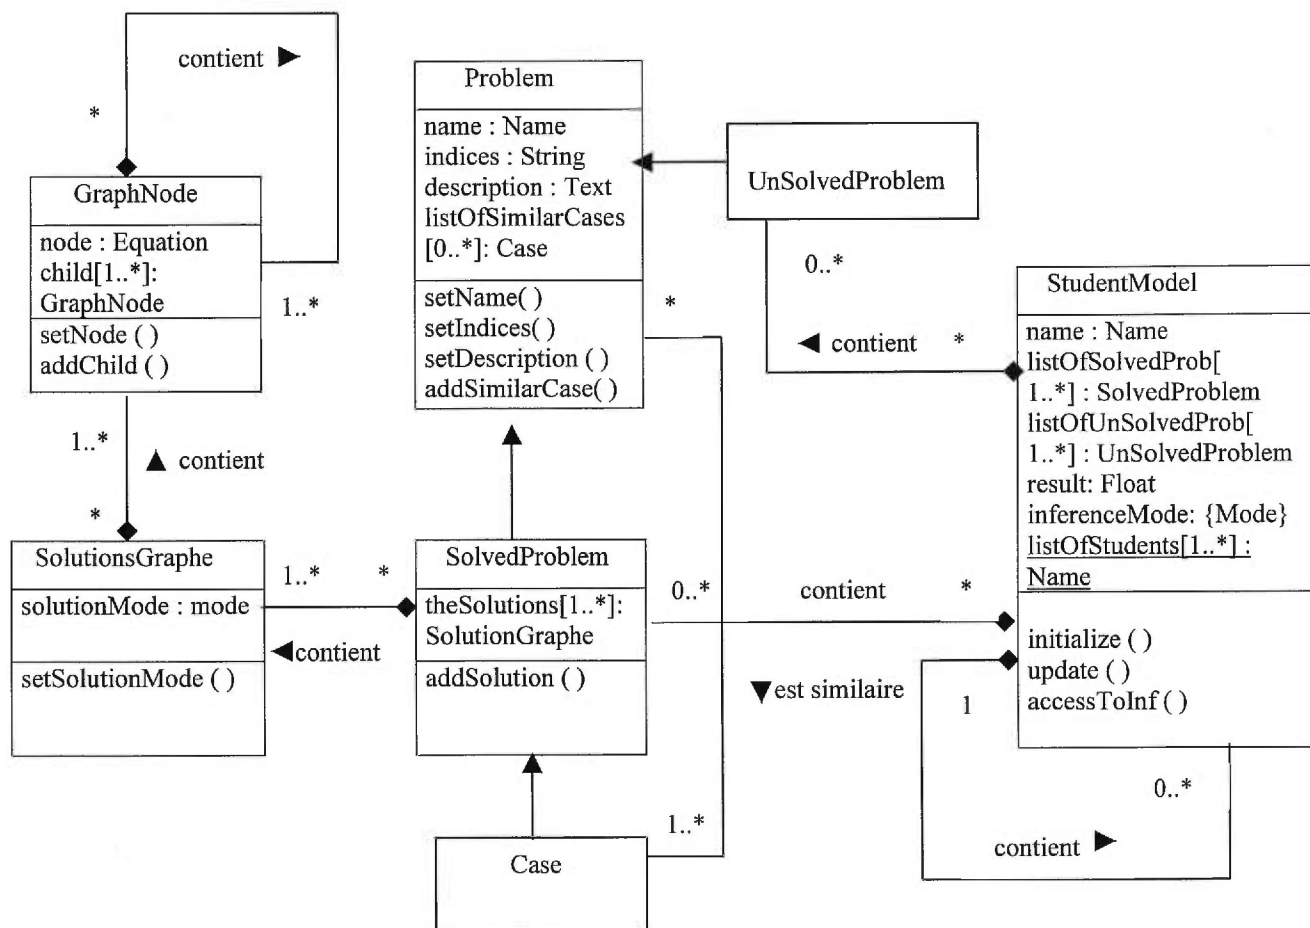 contient ►
*
GraphNode
node : Equation
child[1..*]:
GraphNode
setNode ( )
addChild ( )
1..*
1..*
▲ contient
*
SolutionsGraphe
solutionMode : mode
setSolutionMode ( )
1..* *
◄contient
Problem
name : Name
indices : String
description : Text
listOfSimilarCases
[0..*]: Case
setName( )
setIndices( )
setDescription ( )
addSimilarCase( )
*
UnSolvedProblem
0..*
◄ contient *
StudentModel
name : Name
listOfSolvedProb[
1..*] : SolvedProblem
listOfUnSolvedProb[
1..*] : UnSolvedProblem
result: Float
inferenceMode: {Mode}
listOfStudents[1..*] :
Name
initialize ( )
update ( )
accessToInf ( )
SolvedProblem
theSolutions[1..*]:
SolutionGraphe
addSolution ( )
0..* contient *
▼est similaire
1
0..*
contient ►
1..*
Case